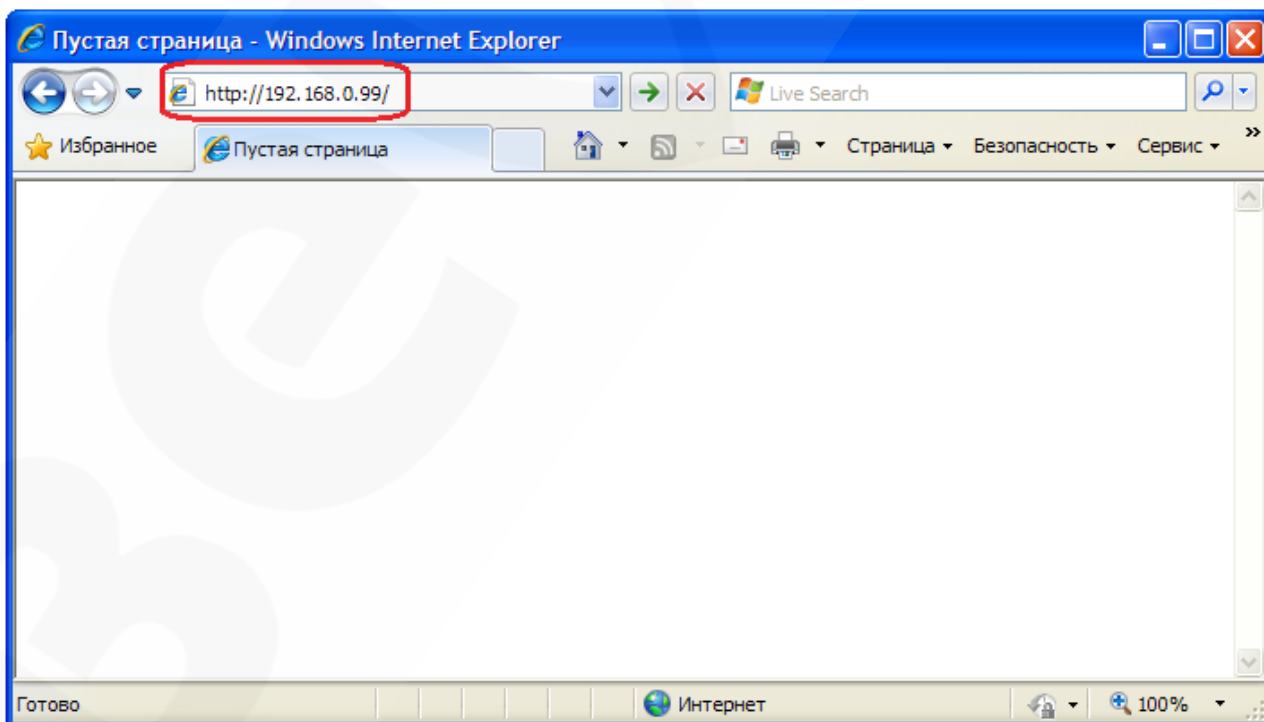 Пустая страница - Windows Internet Explorer
http://192.168.0.99/
Live Search
Избранное
Пустая страница
Страница
Безопасность
Сервис
»
Готово
Интернет
100%